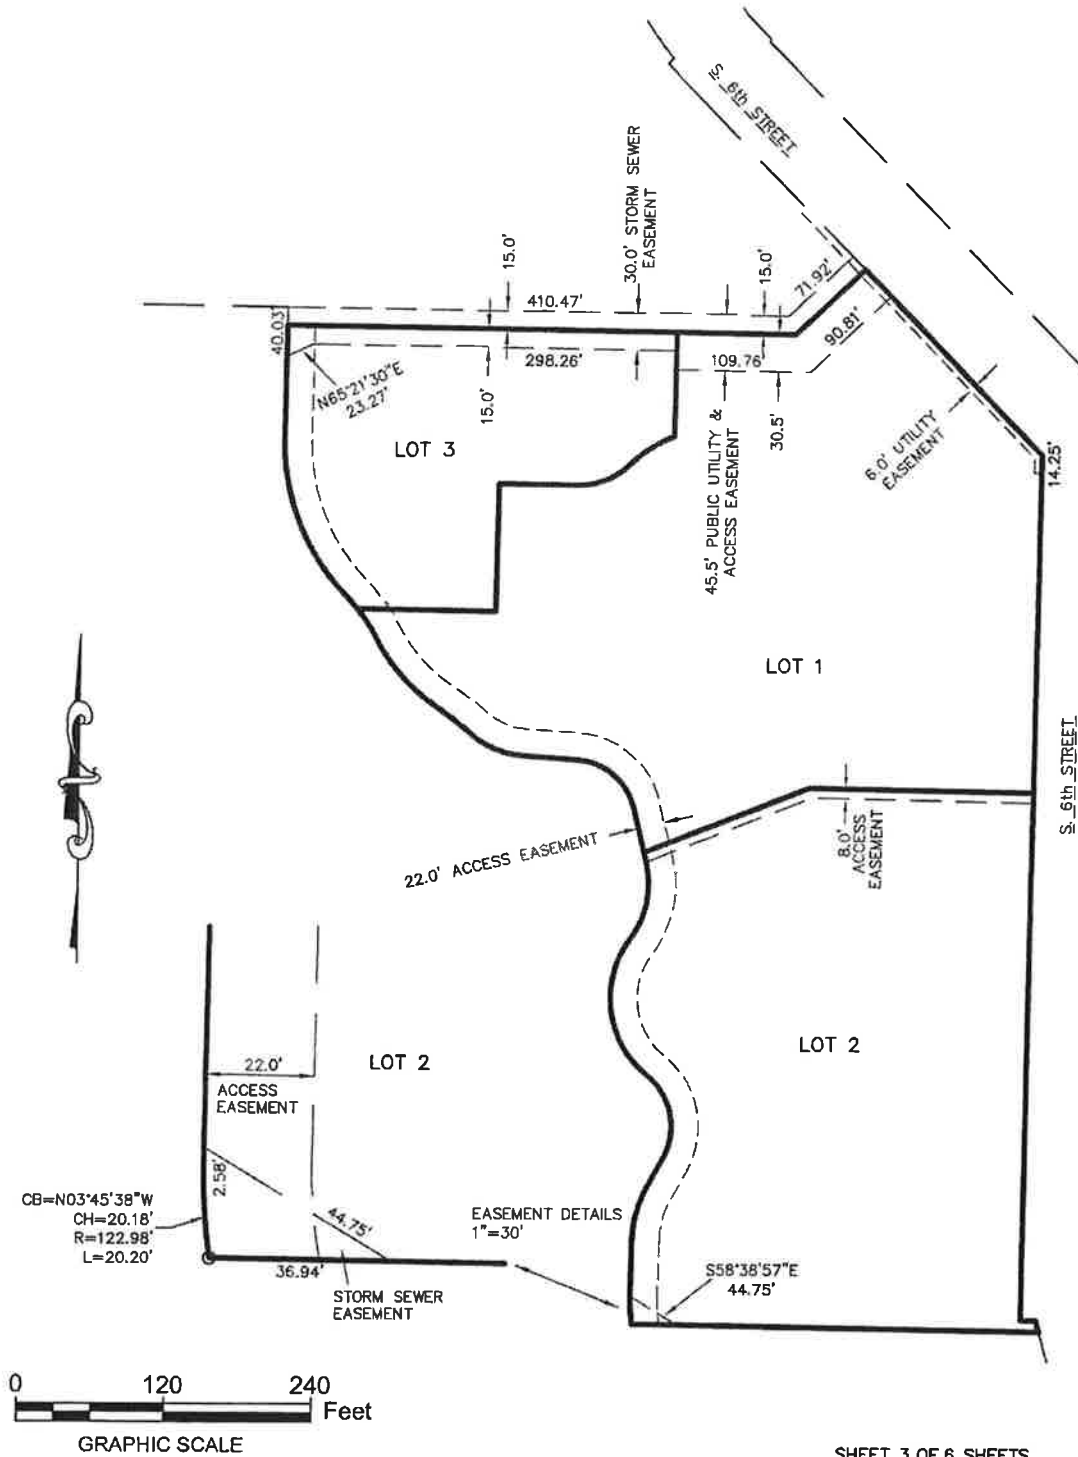 S. 6th STREET
30.0' STORM SEWER
EASEMENT
15.0'
15.0'
71.92'
410.47'
40.03'
90.81'
298.26'
109.76'
N65°21'30"E
23.27'
15.0'
30.5'
LOT 3
6.0' UTILITY
EASEMENT
14.25'
45.5' PUBLIC UTILITY &
ACCESS EASEMENT
LOT 1
S. 6th STREET
22.0' ACCESS EASEMENT
8.0'
ACCESS
EASEMENT
LOT 2
LOT 2
22.0'
ACCESS
EASEMENT
2.58'
CB=N03°45'38"W
CH=20.18'
R=122.98'
L=20.20'
44.75'
EASEMENT DETAILS
1"=30'
36.94'
STORM SEWER
EASEMENT
S58°38'57"E
44.75'
0 120 240
Feet
GRAPHIC SCALE
SHEET 3 OF 6 SHEETS